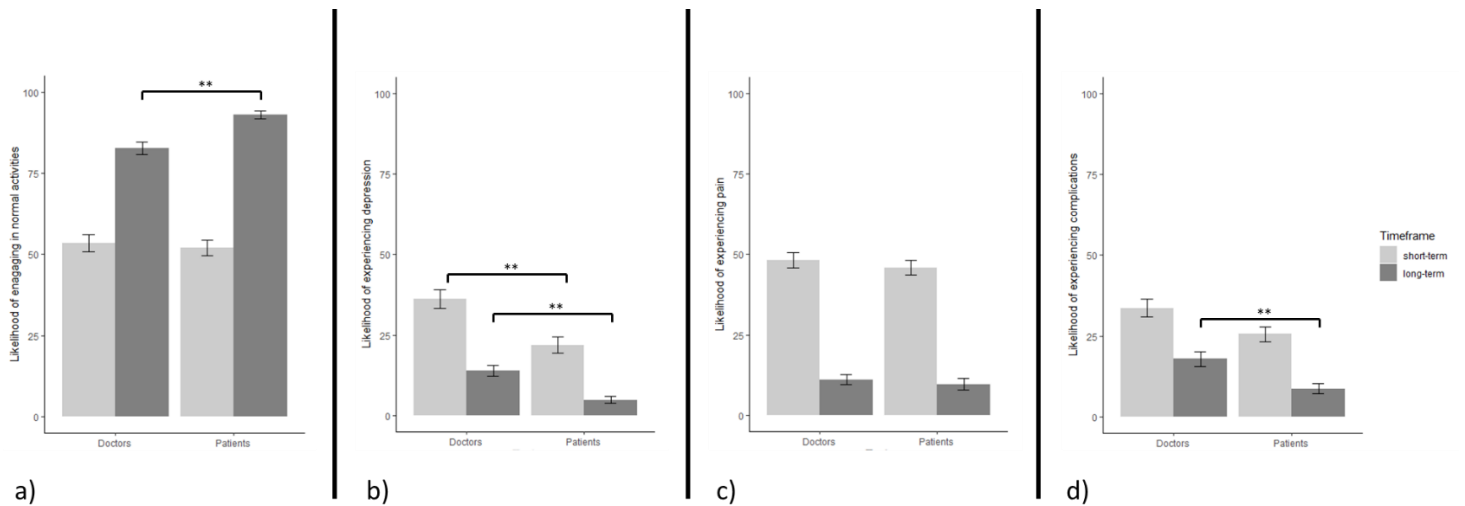 Likelihood of enagaging in normal activities
100
75
50
25
0
**
Doctors
Patients
a)
Likelihood of experiencing depression
100
75
50
25
0
**
**
Doctors
Patients
b)
Likelihood of experiencing pain
100
75
50
25
0
Doctors
Patients
c)
Likelihood of experiencing complications
100
75
50
25
0
**
Doctors
Patients
d)
Timeframe
short-term
long-term